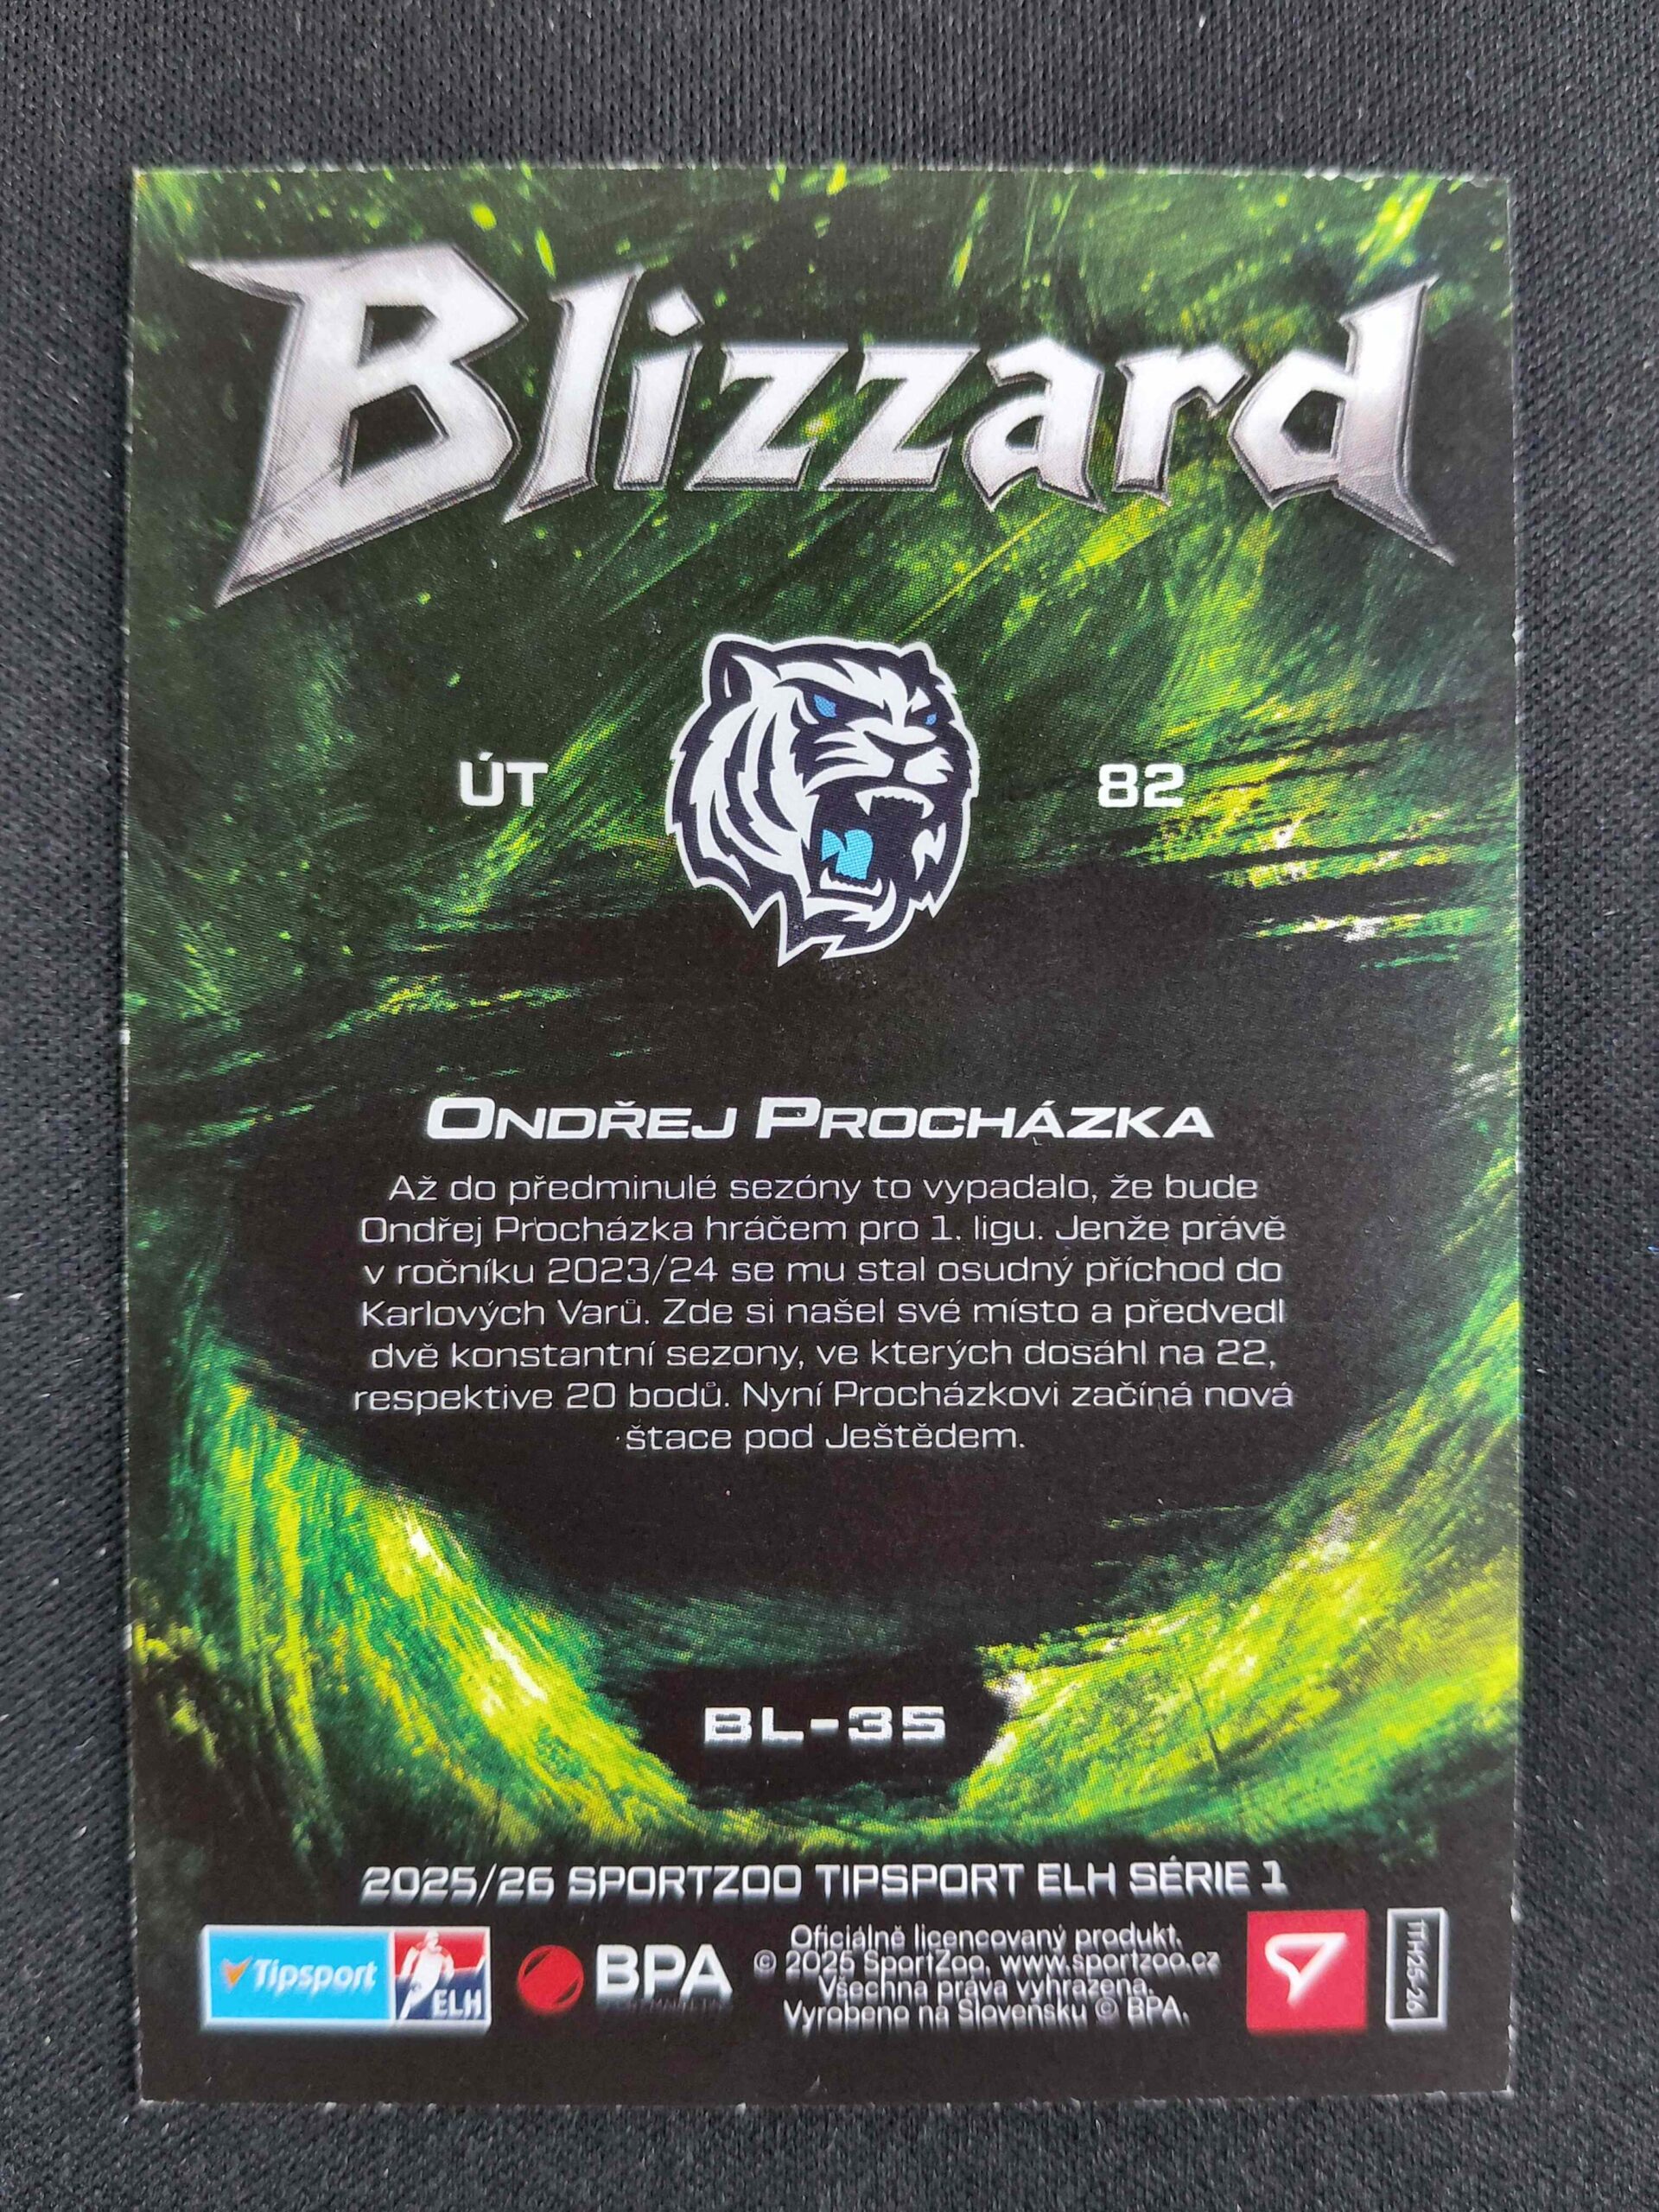 Blizzard
ÚT
82
Ondřej Procházka
Až do předminulé sezóny to vypadalo, že bude
Ondřej Procházka hráčem pro 1. ligu. Jenže právě
v ročníku 2023/24 se mu stal osudný příchod do
Karlových Varů. Zde si našel své místo a předvedl
dvě konstantní sezony, ve kterých dosáhl na 22,
respektive 20 bodů. Nyní Procházkovi začíná nová
štace pod Ještědem.
BL-35
2025/26 SPORTZOO TIPSPORT ELH SÉRIE 1
Tipsport
ELH
BPA
Oficiálně licencovaný produkt.
© 2025 SportZoo, www.sportzoo.cz
Všechna práva vyhrazena.
Vyrobeno na Slovensku © BPA.
TTH25-26